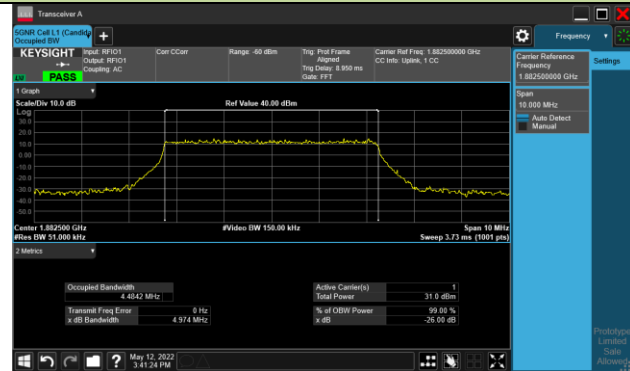 Transceiver A
5GNR Cell L1 (Candid
Occupied BW
Frequency
KEYSIGHT
PASS
Input: RFIO1
Output: RFIO1
Coupling: AC
Corr CCorr
Range: -60 dBm
Trig: Prst Frame
Aligned
Trig Delay: 8.950 ms
Gate: FFT
Carrier Ref Freq: 1.882500000 GHz
CC Info: Uplink, 1 CC
Carrier Reference
Frequency
1.882500000 GHz
Settings
Span
10.000 MHz
Auto Detect
Manual
1 Graph
Scale/Div 10.0 dB
Ref Value 40.00 dBm
Log
30.0
20.0
10.0
0.00
-10.0
-20.0
-30.0
-40.0
-50.0
Center 1.882500 GHz
#Video BW 150.00 kHz
Span 10 MHz
#Res BW 51.000 kHz
Sweep 3.73 ms (1001 pts)
2 Metrics
Occupied Bandwidth
4.4842 MHz
Transmit Freq Error 0 Hz
x dB Bandwidth 4.974 MHz
Active Carrier(s) 1
Total Power 31.0 dBm
% of OBW Power 99.00 %
x dB -26.00 dB
Prototype
Limited
Sale
Allowed
May 12, 2022
3:41:24 PM